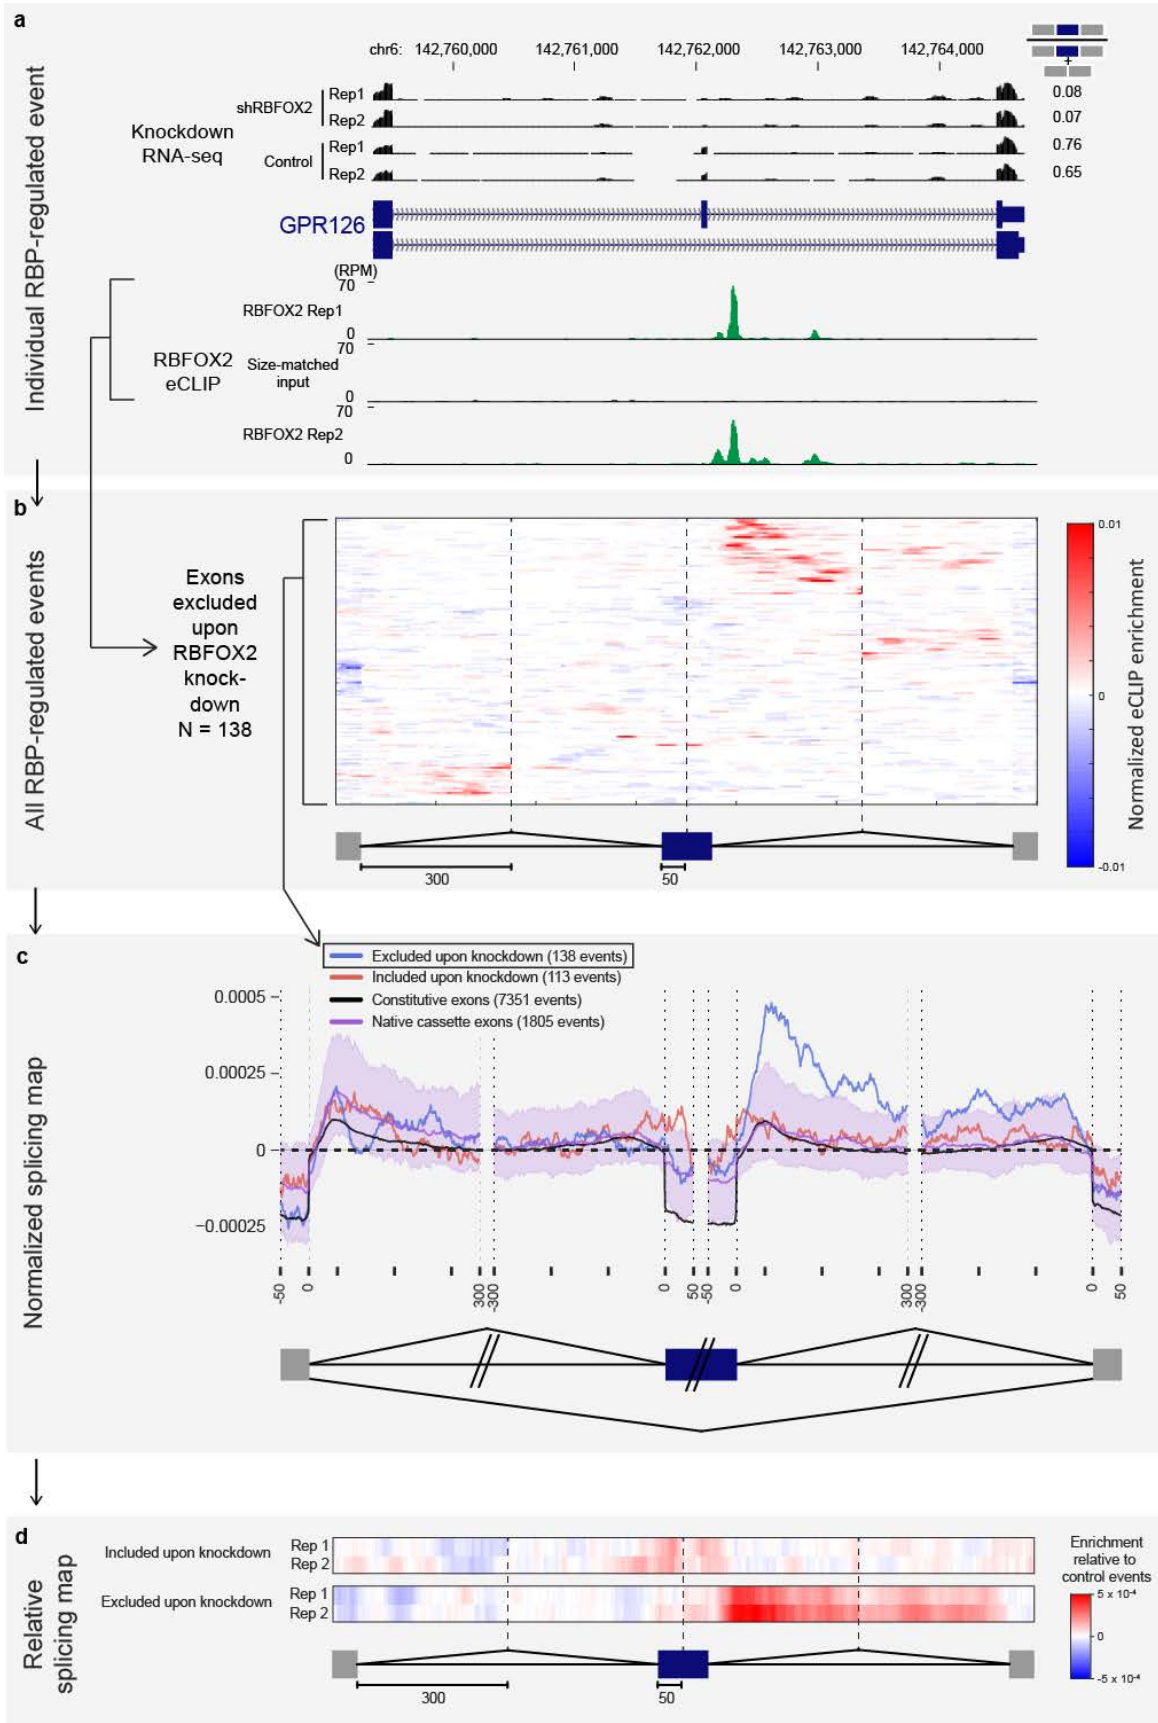 a
Individual RBP-regulated event
chr6: 142,760,000 142,761,000 142,762,000 142,763,000 142,764,000
+
Knockdown
RNA-seq
shRBFOX2
Rep1
0.08
Rep2
0.07
Control
Rep1
0.76
Rep2
0.65
GPR126
(RPM)
70
RBFOX2 Rep1
0
RBFOX2
eCLIP
70
Size-matched
input
0
70
RBFOX2 Rep2
0
b
All RBP-regulated events
Exons
excluded
upon
RBFOX2
knock-
down
N = 138
0.01
0
-0.01
Normalized eCLIP enrichment
300
50
c
Normalized splicing map
Excluded upon knockdown (138 events)
Included upon knockdown (113 events)
Constitutive exons (7351 events)
Native cassette exons (1805 events)
0.0005
0.00025
0
−0.00025
-50 0 300 -300 0 50 -50 0 300 -300 0 50
d
Relative
splicing map
Included upon knockdown
Rep 1
Rep 2
Excluded upon knockdown
Rep 1
Rep 2
Enrichment
relative to
control events
5 x 10⁻⁴
0
-5 x 10⁻⁴
300
50